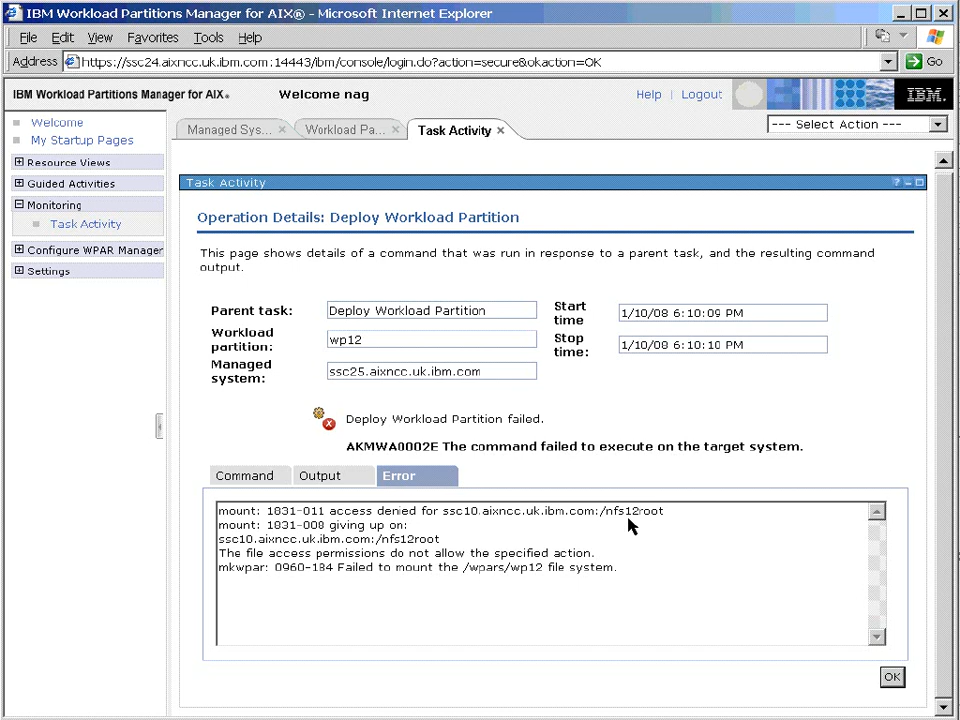 IBM Workload Partitions Manager for AIX® - Microsoft Internet Explorer
File Edit View Favorites Tools Help
Address https://ssc24.aixncc.uk.ibm.com:14443/ibm/console/login.do?action=secure&okaction=OK Go
IBM Workload Partitions Manager for AIX® Welcome nag Help | Logout IBM.
Welcome
My Startup Pages
Resource Views
Guided Activities
Monitoring
Task Activity
Configure WPAR Manager
Settings
Managed Sys... Workload Pa... Task Activity --- Select Action ---
Task Activity
Operation Details: Deploy Workload Partition
This page shows details of a command that was run in response to a parent task, and the resulting command
output.
Parent task: Deploy Workload Partition
Start
time 1/10/08 6:10:09 PM
Workload
partition: wp12
Stop
time: 1/10/08 6:10:10 PM
Managed
system: ssc25.aixncc.uk.ibm.com
Deploy Workload Partition failed.
AKMWA0002E The command failed to execute on the target system.
Command Output Error
mount: 1831-011 access denied for ssc10.aixncc.uk.ibm.com:/nfs12root
mount: 1831-008 giving up on:
ssc10.aixncc.uk.ibm.com:/nfs12root
The file access permissions do not allow the specified action.
mkwpar: 0960-184 Failed to mount the /wpars/wp12 file system.
OK